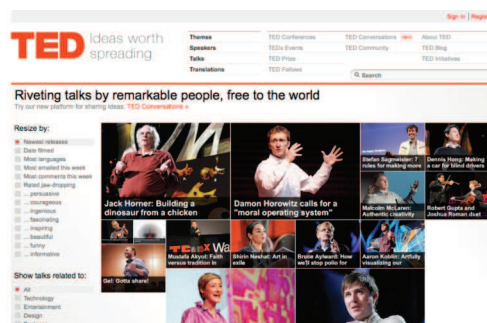 Sign in | Regis
TED Ideas worth spreading
Themes
Speakers
Talks
Translations
TED Conferences
TEDx Events
TED Prize
TED Fellows
TED Conversations
TED Community
About TED
TED Blog
TED Initiatives
Search
Riveting talks by remarkable people, free to the world
Try our new platform for sharing ideas: TED Conversations »
Resize by:
Newest releases
Date filmed
Most languages
Most emailed this week
Most comments this week
Rated jaw-dropping
... persuasive
... courageous
... ingenious
... fascinating
... inspiring
... beautiful
... funny
... informative
Show talks related to:
All
Technology
Entertainment
Design
Jack Horner: Building a
dinosaur from a chicken
Damon Horowitz calls for a
"moral operating system"
Stefan Sagmeister: 7
rules for making more
Dennis Hong: Making
a car for blind drivers
Malcolm McLaren:
Authentic creativity
Robert Gupta and
Joshua Roman duet
Gel: Gotta share!
TEDx Wa
Mustafa Akyol: Faith
versus tradition in
Shirin Neshat: Art in
exile
Bruce Aylward: How
we'll stop polio for
Aaron Koblin: Artfully
visualizing our